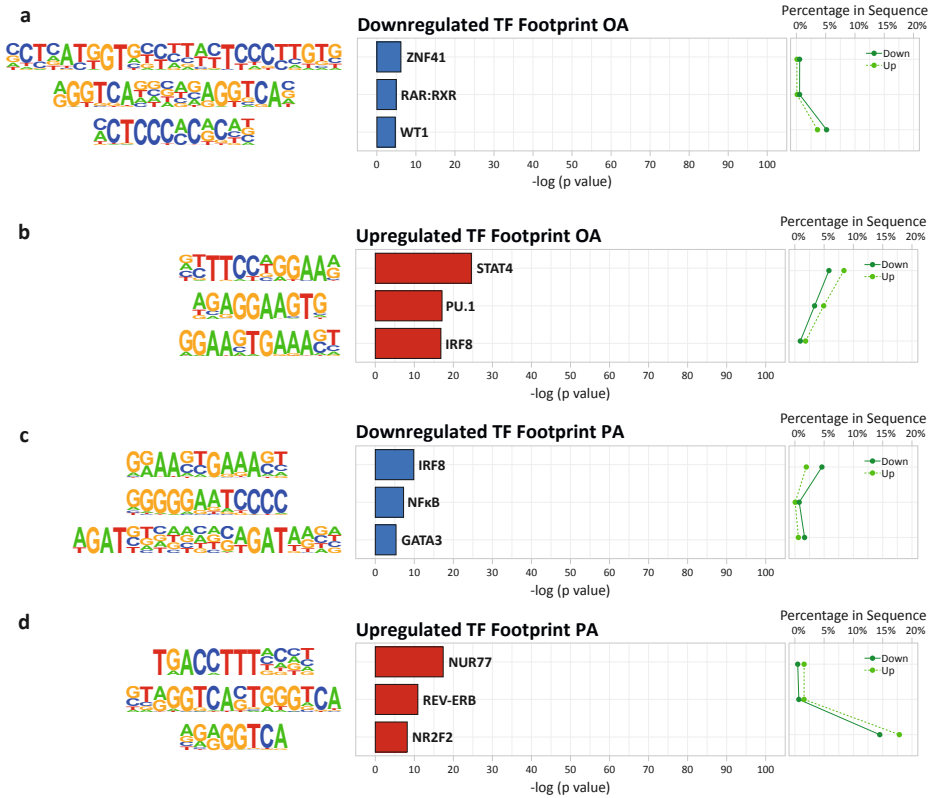 a
Downregulated TF Footprint OA
Percentage in Sequence
0% 5% 10% 15% 20%
ZNF41
RAR:RXR
WT1
Down
Up
0 10 20 30 40 50 60 70 80 90 100
-log (p value)
b
Upregulated TF Footprint OA
Percentage in Sequence
0% 5% 10% 15% 20%
STAT4
PU.1
IRF8
Down
Up
0 10 20 30 40 50 60 70 80 90 100
-log (p value)
c
Downregulated TF Footprint PA
Percentage in Sequence
0% 5% 10% 15% 20%
GGAAGTGAAAGT
IRF8
GGGGGAATCCCC
NFκB
GATA3
Down
Up
0 10 20 30 40 50 60 70 80 90 100
-log (p value)
d
Upregulated TF Footprint PA
Percentage in Sequence
0% 5% 10% 15% 20%
NUR77
REV-ERB
NR2F2
Down
Up
0 10 20 30 40 50 60 70 80 90 100
-log (p value)